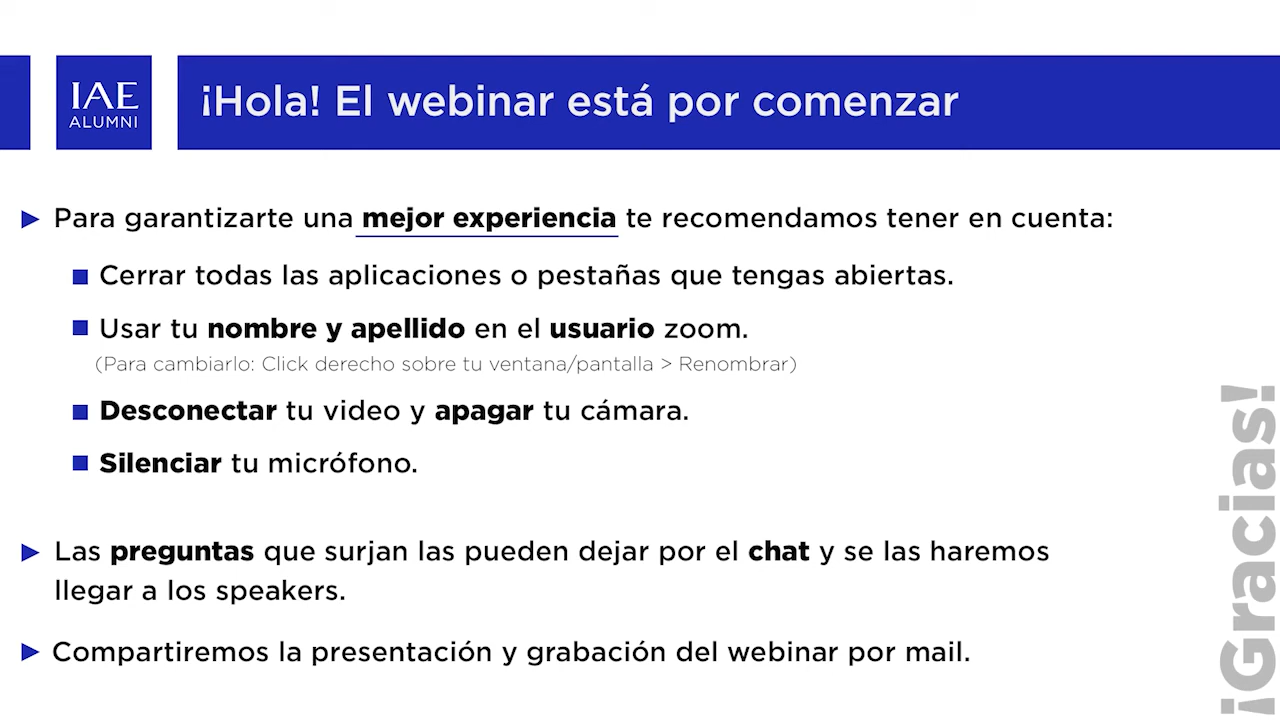 IAE
ALUMNI
¡Hola! El webinar está por comenzar
Para garantizarte una mejor experiencia te recomendamos tener en cuenta:
Cerrar todas las aplicaciones o pestañas que tengas abiertas.
Usar tu nombre y apellido en el usuario zoom.
(Para cambiarlo: Click derecho sobre tu ventana/pantalla > Renombrar)
Desconectar tu video y apagar tu cámara.
Silenciar tu micrófono.
Las preguntas que surjan las pueden dejar por el chat y se las haremos
llegar a los speakers.
Compartiremos la presentación y grabación del webinar por mail.
¡Gracias!